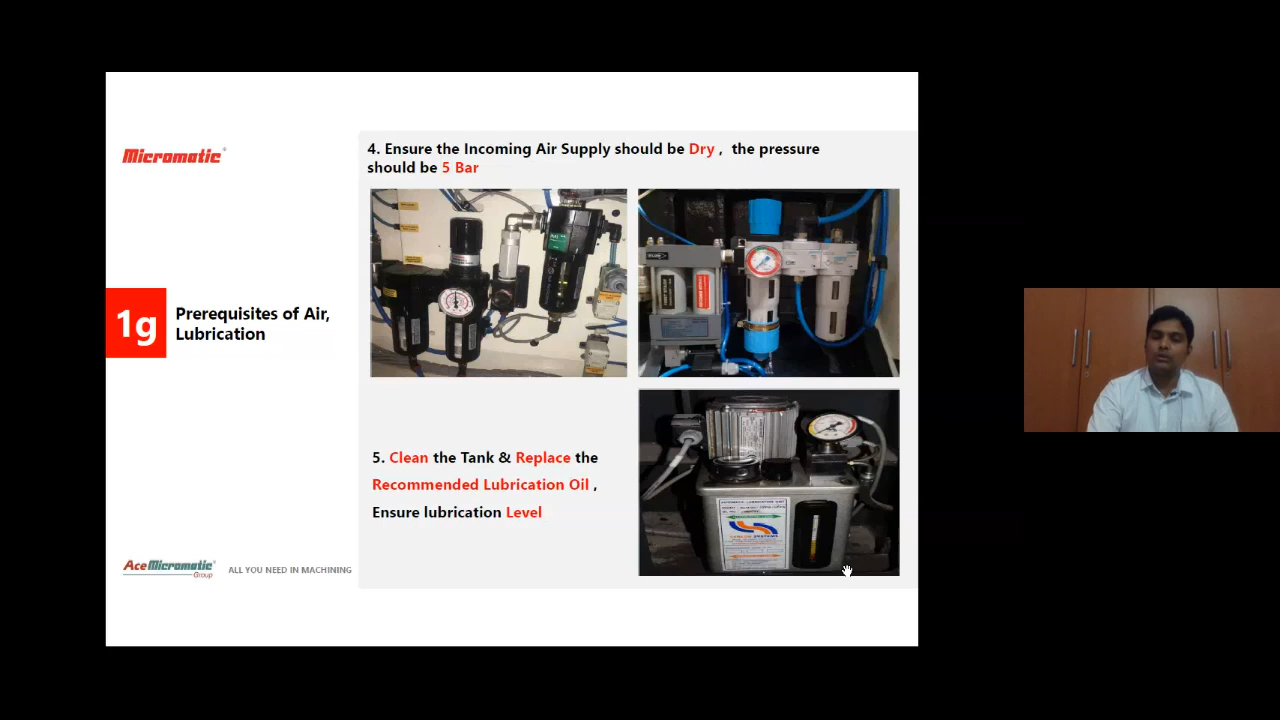 Micromatic
4. Ensure the Incoming Air Supply should be Dry , the pressure
should be 5 Bar
1g
Prerequisites of Air,
Lubrication
5. Clean the Tank & Replace the
Recommended Lubrication Oil ,
Ensure lubrication Level
AceMicromatic
Group
ALL YOU NEED IN MACHINING